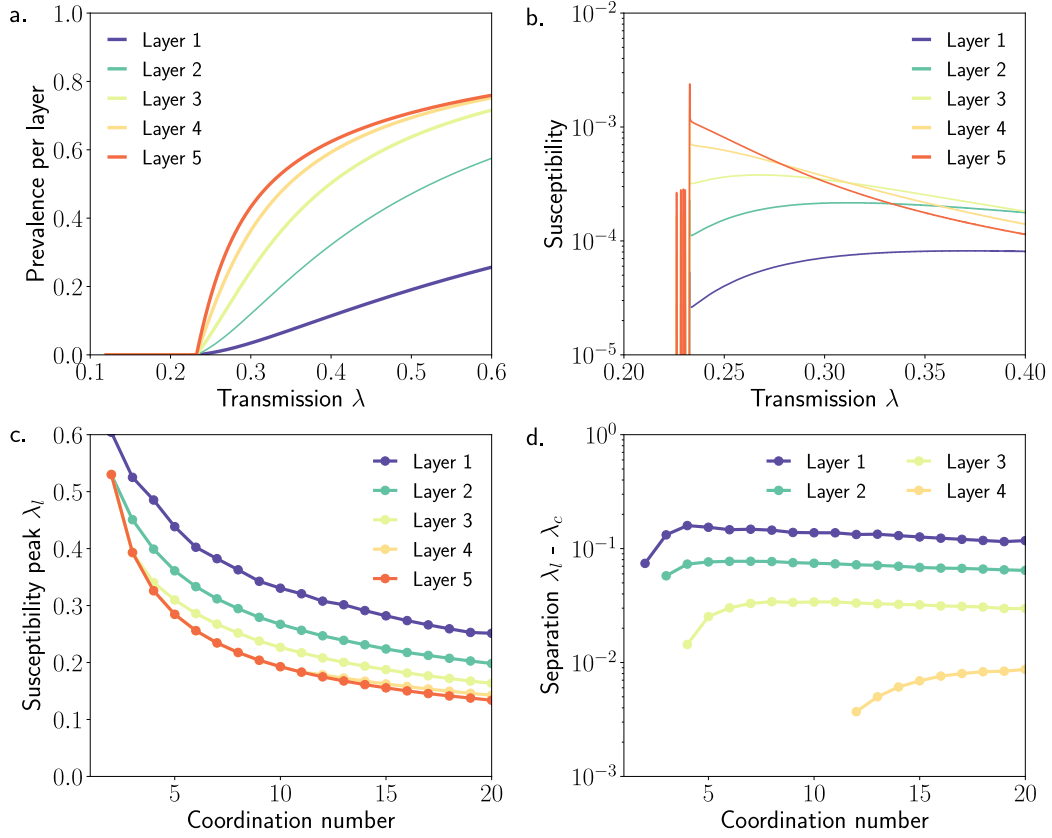 a.
1.0
0.8
0.6
0.4
0.2
0.0
0.1
0.2
0.3
0.4
0.5
0.6
Prevalence per layer
Transmission λ
Layer 1
Layer 2
Layer 3
Layer 4
Layer 5
b.
10⁻²
10⁻³
10⁻⁴
10⁻⁵
0.20
0.25
0.30
0.35
0.40
Susceptibility
Transmission λ
Layer 1
Layer 2
Layer 3
Layer 4
Layer 5
c.
0.6
0.5
0.4
0.3
0.2
0.1
0.0
5
10
15
20
Susceptibility peak λₗ
Coordination number
Layer 1
Layer 2
Layer 3
Layer 4
Layer 5
d.
10⁰
10⁻¹
10⁻²
10⁻³
5
10
15
20
Separation λₗ - λ_c
Coordination number
Layer 1
Layer 2
Layer 3
Layer 4